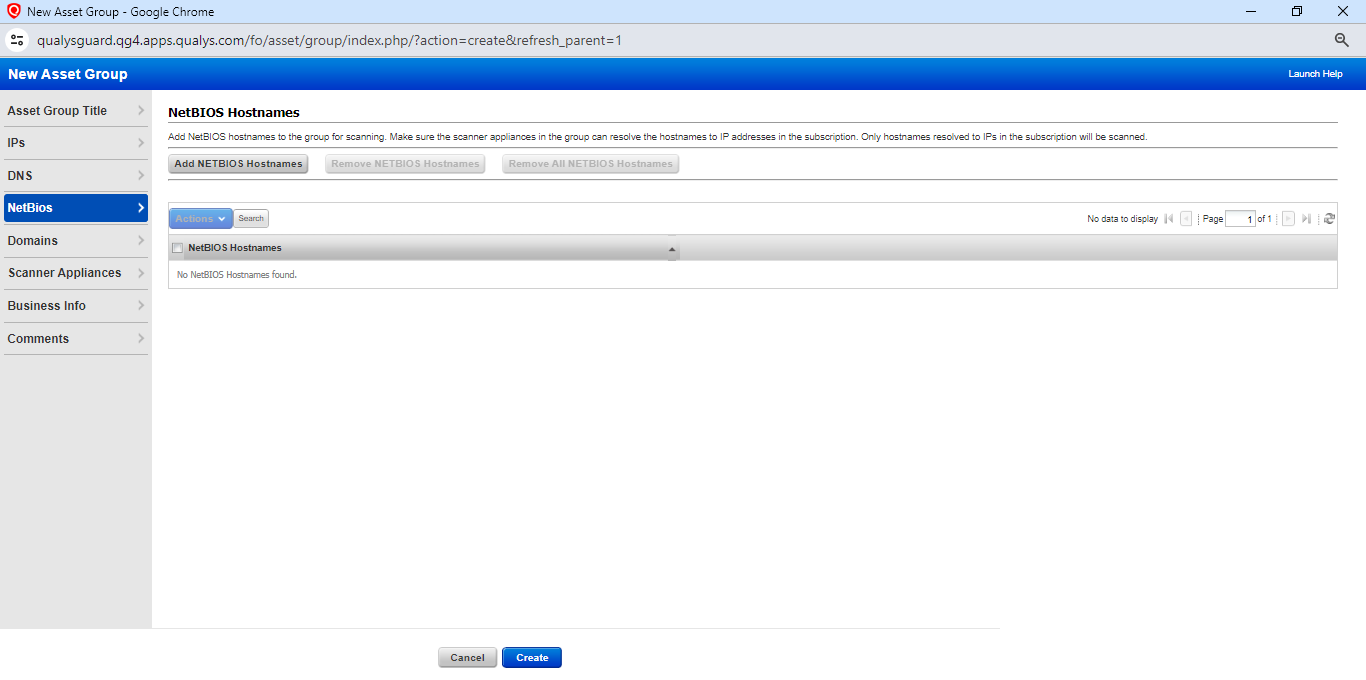 New Asset Group - Google Chrome
qualysguard.qg4.apps.qualys.com/fo/asset/group/index.php/?action=create&refresh_parent=1
New Asset Group
Launch Help
Asset Group Title
IPs
DNS
NetBios
Domains
Scanner Appliances
Business Info
Comments
NetBIOS Hostnames
Add NetBIOS hostnames to the group for scanning. Make sure the scanner appliances in the group can resolve the hostnames to IP addresses in the subscription. Only hostnames resolved to IPs in the subscription will be scanned.
Add NETBIOS Hostnames Remove NETBIOS Hostnames Remove All NETBIOS Hostnames
Actions Search No data to display Page 1 of 1
NetBIOS Hostnames
No NetBIOS Hostnames found.
Cancel Create